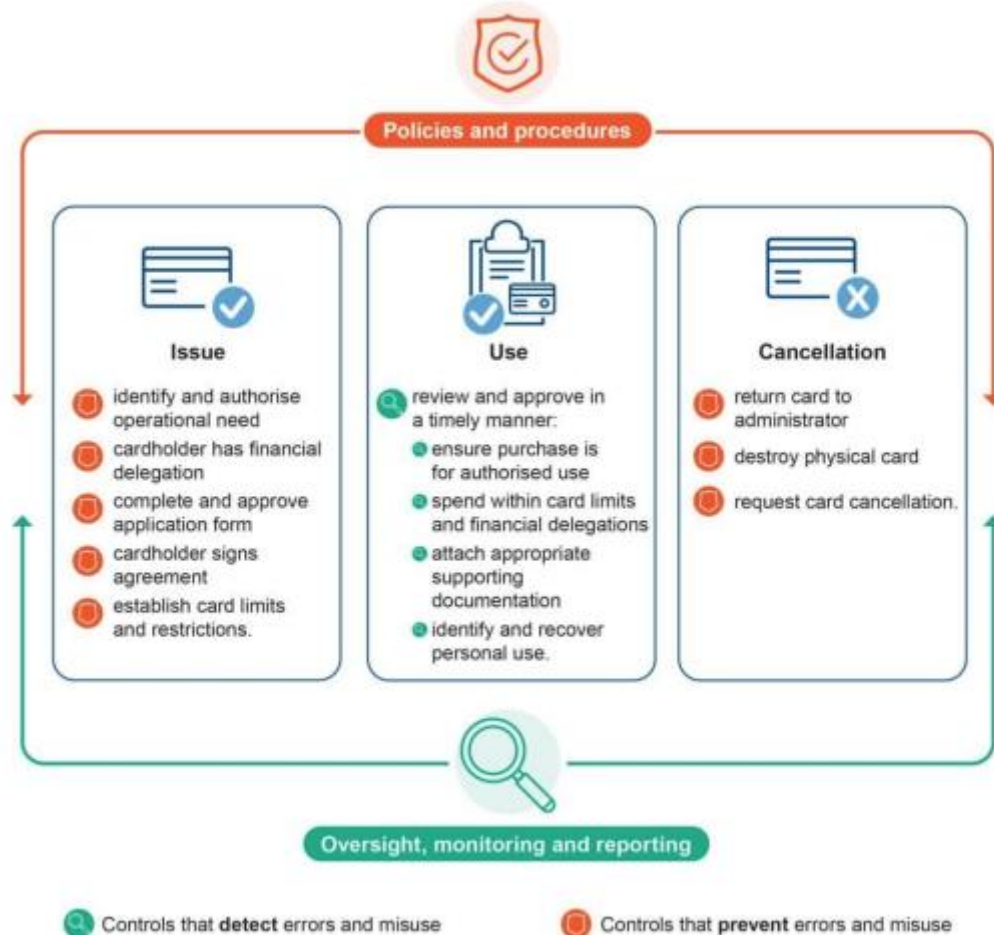 Policies and procedures
Issue
identify and authorise
operational need
cardholder has financial
delegation
complete and approve
application form
cardholder signs
agreement
establish card limits
and restrictions.
Use
review and approve in
a timely manner:
ensure purchase is
for authorised use
spend within card limits
and financial delegations
attach appropriate
supporting
documentation
identify and recover
personal use.
Cancellation
return card to
administrator
destroy physical card
request card cancellation.
Oversight, monitoring and reporting
Controls that detect errors and misuse
Controls that prevent errors and misuse